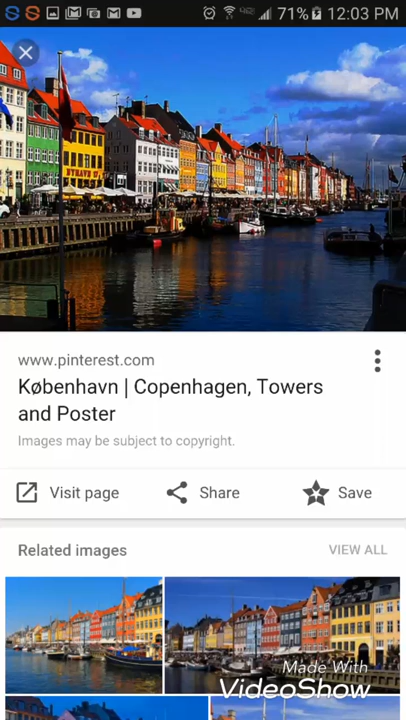 71% 12:03 PM
www.pinterest.com
København | Copenhagen, Towers
and Poster
Images may be subject to copyright.
Visit page Share Save
Related images VIEW ALL
Made With
VideoShow